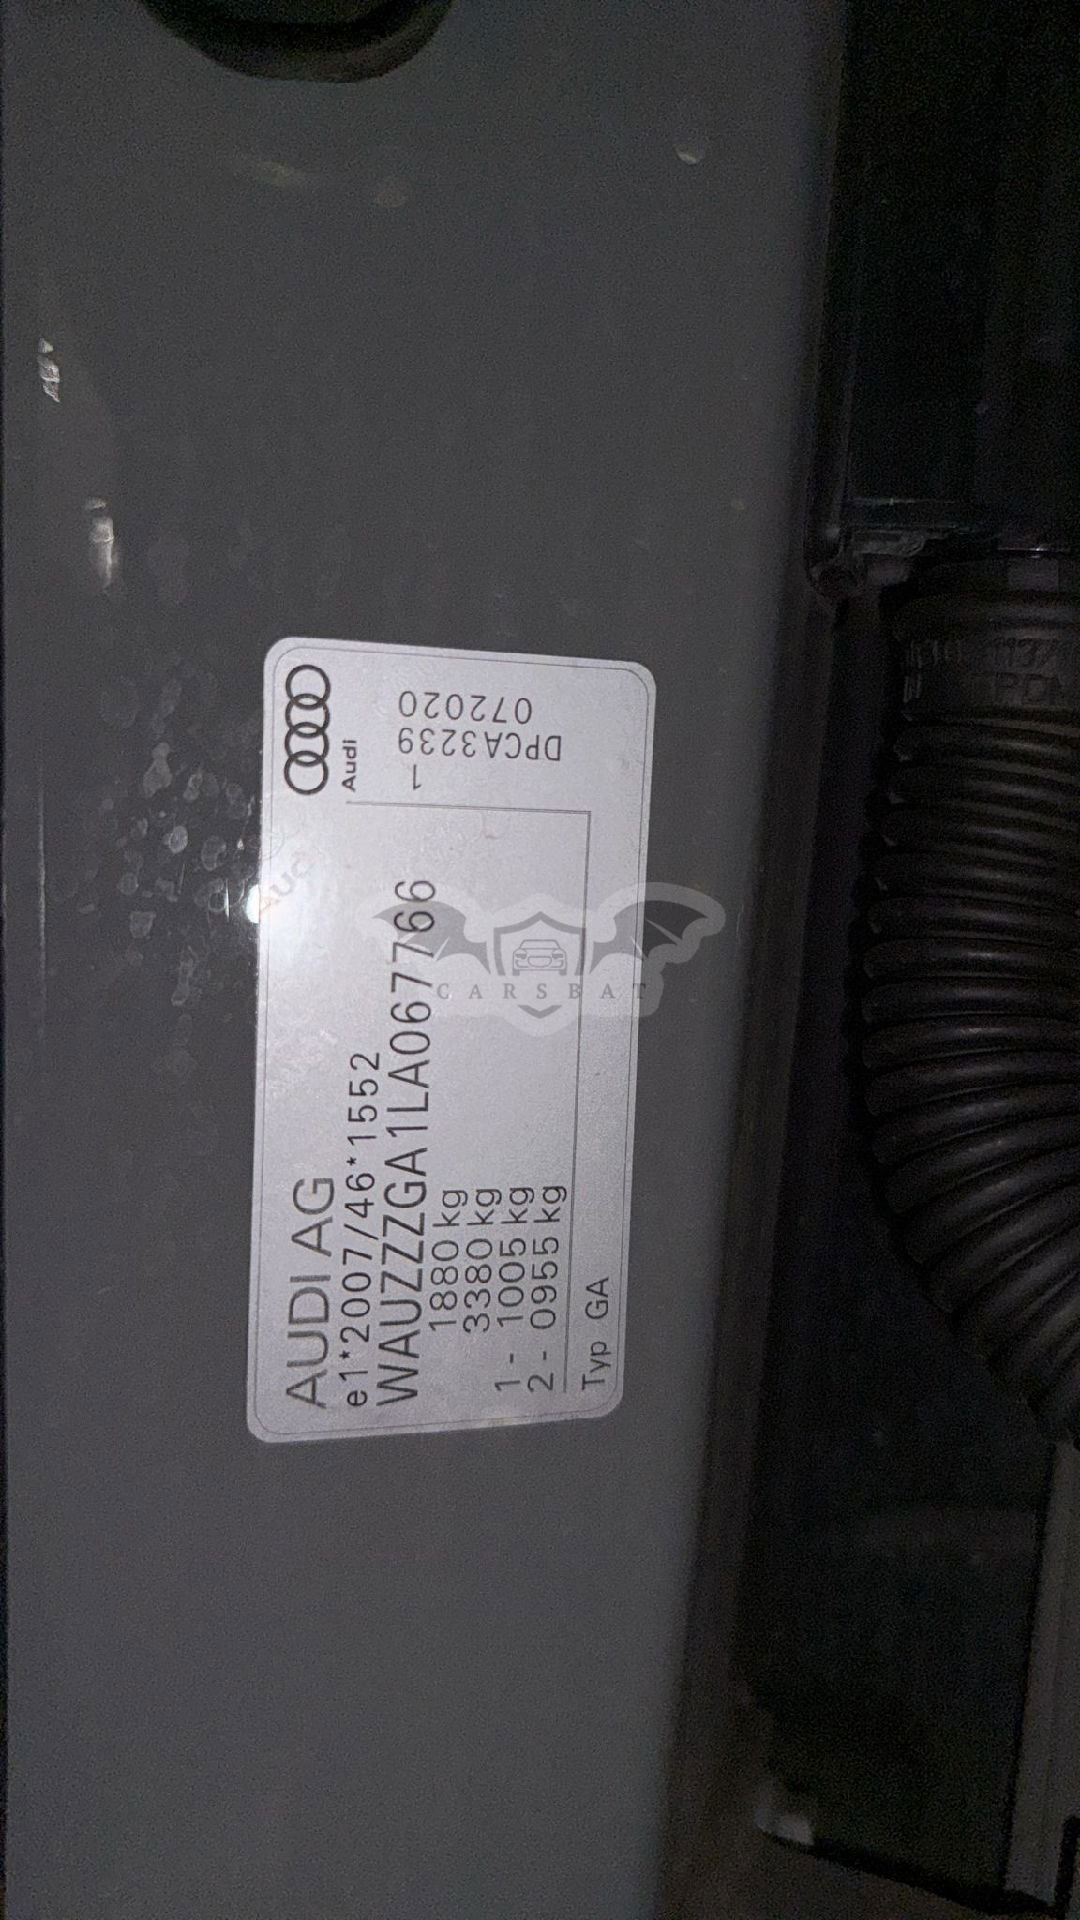 AUDI AG
e1*2007/46*1552
WAUZZZGA1LA067766
1880 kg
3380 kg
1 - 1005 kg
2 - 0955 kg
Typ GA
Audi
1
DPCA3239
072020
CARSBAT